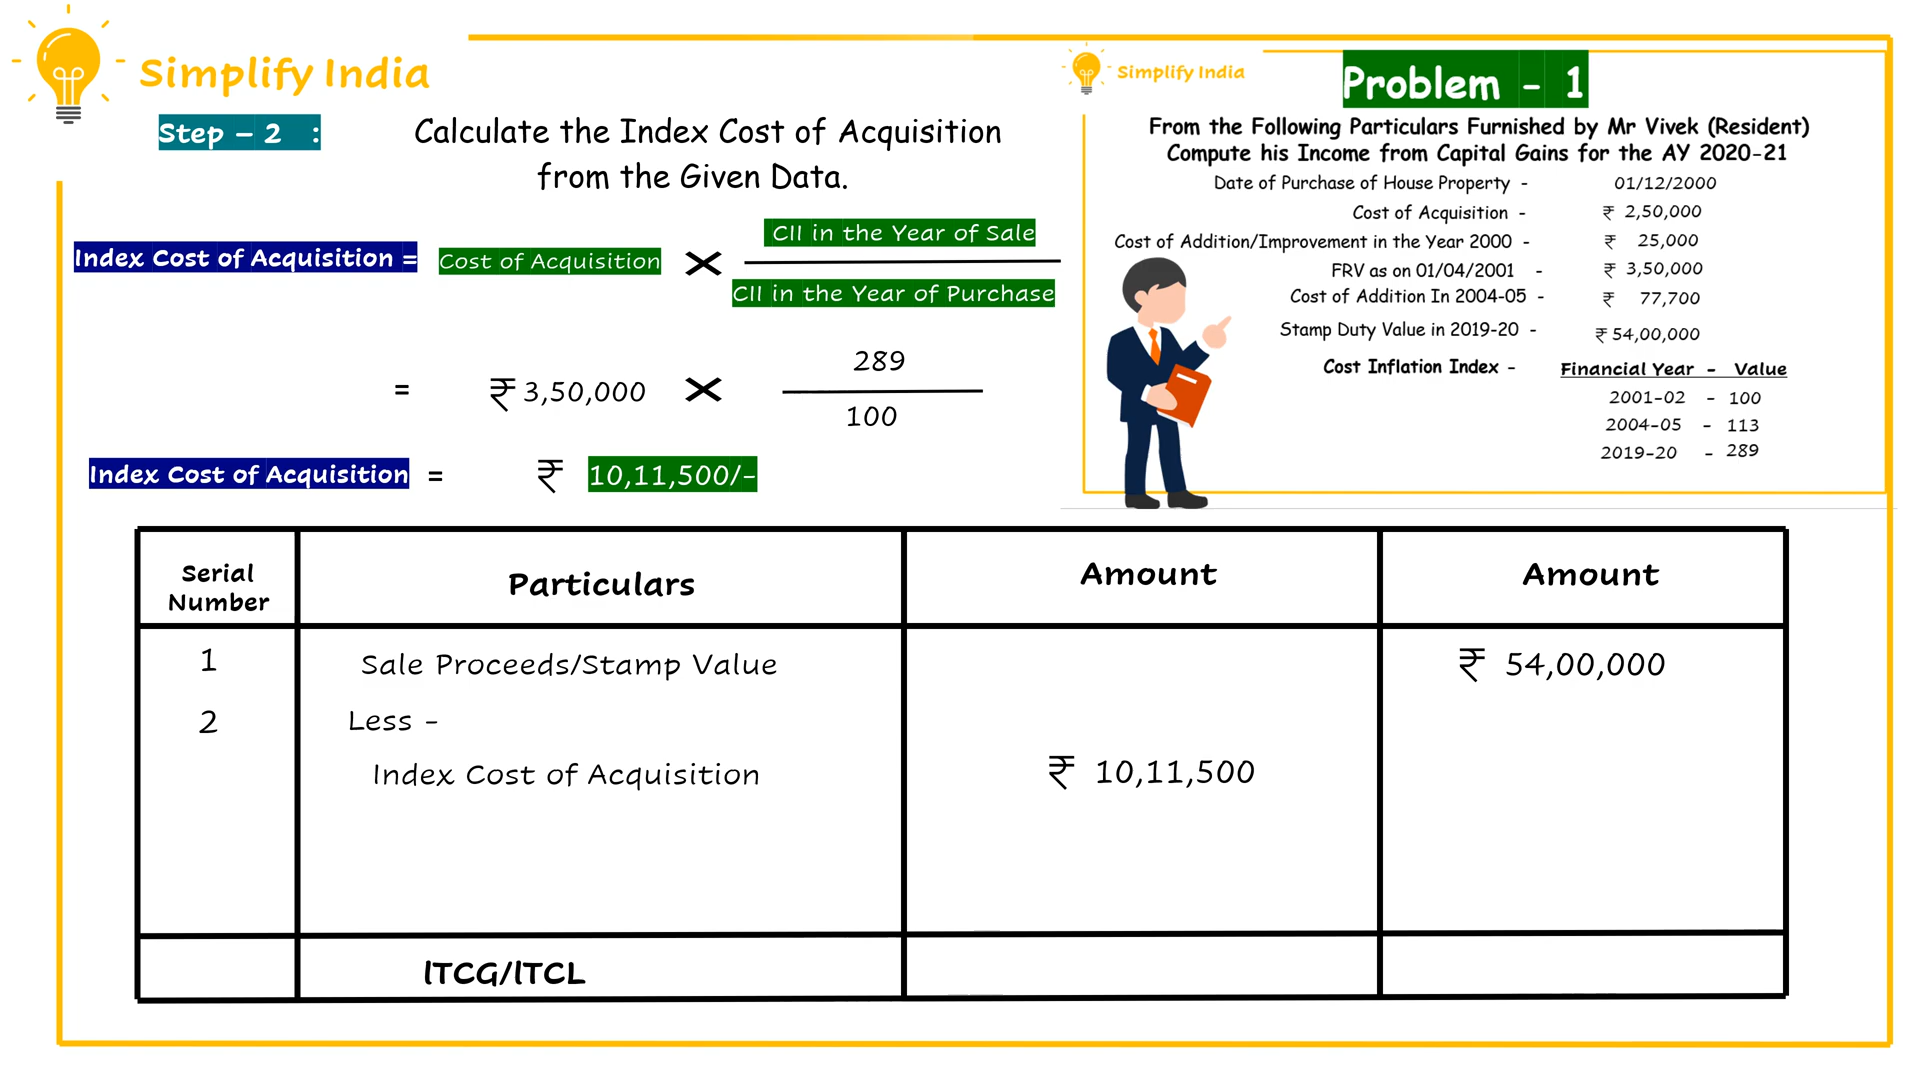 Simplify India
Step – 2 :
Calculate the Index Cost of Acquisition
from the Given Data.
Index Cost of Acquisition =
Cost of Acquisition
×
CII in the Year of Sale
CII in the Year of Purchase
= ₹ 3,50,000 ×
289
100
Index Cost of Acquisition = ₹ 10,11,500/-
Simplify India
Problem - 1
From the Following Particulars Furnished by Mr Vivek (Resident)
Compute his Income from Capital Gains for the AY 2020-21
Date of Purchase of House Property - 01/12/2000
Cost of Acquisition - ₹ 2,50,000
Cost of Addition/Improvement in the Year 2000 - ₹ 25,000
FRV as on 01/04/2001 - ₹ 3,50,000
Cost of Addition In 2004-05 - ₹ 77,700
Stamp Duty Value in 2019-20 - ₹ 54,00,000
Cost Inflation Index - Financial Year - Value
2001-02 - 100
2004-05 - 113
2019-20 - 289
Serial
Number
Particulars
Amount
Amount
1 Sale Proceeds/Stamp Value ₹ 54,00,000
2 Less -
Index Cost of Acquisition ₹ 10,11,500
lTCG/lTCL